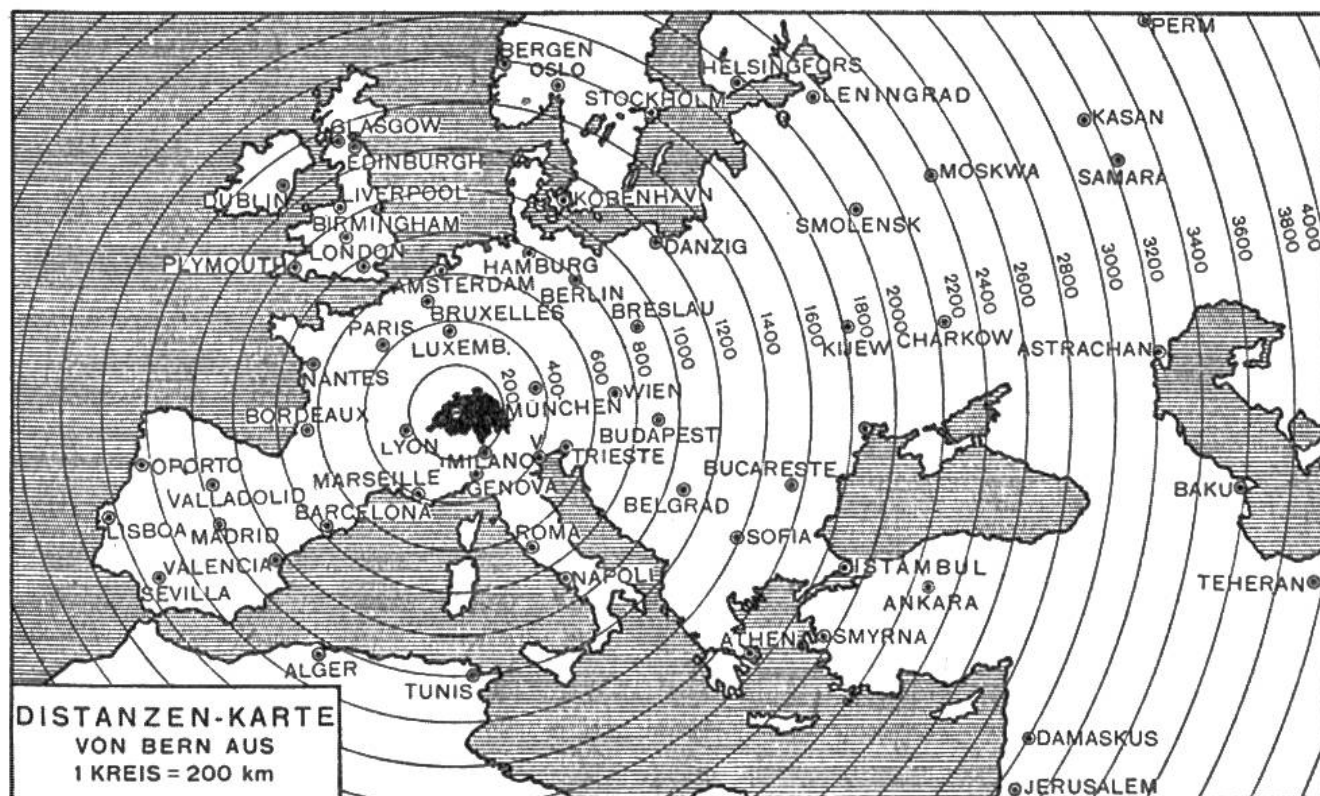 PERM
BERGEN
OSLO
HELSINGFORS
STOCKHOLM
LENINGRAD
KASAN
GLASGOW
EDINBURGH
MOSKWA
SAMARA
DUBLIN
LIVERPOOL
KÖBENHAVN
SMOLENSK
BIRMINGHAM
LONDON
PLYMOUTH
HAMBURG
DANZIG
AMSTERDAM
BERLIN
BRUXELLES
BRESLAU
PARIS
LUXEMB.
KIJEW
CHARKOW
ASTRACHAN
200
400
600
800
1000
1200
1400
1600
1800
2000
2200
2400
2600
2800
3000
3200
3400
3600
3800
4000
NANTES
WIEN
MÜNCHEN
BORDEAUX
BUDAPEST
LYON
MILANO
V.
TRIESTE
OPORTO
MARSEILLE
GENOVA
BUCARESTE
VALLADOLID
BELGRAD
BAKU
BARCELONA
LISBOA
MADRID
ROMA
SOFIA
VALENCIA
NAPOLI
ISTAMBUL
SEVILLA
ANKARA
TEHERAN
ATHEN
SMYRNA
ALGER
TUNIS
DAMASKUS
JERUSALEM
DISTANZEN-KARTE
VON BERN AUS
1 KREIS = 200 km